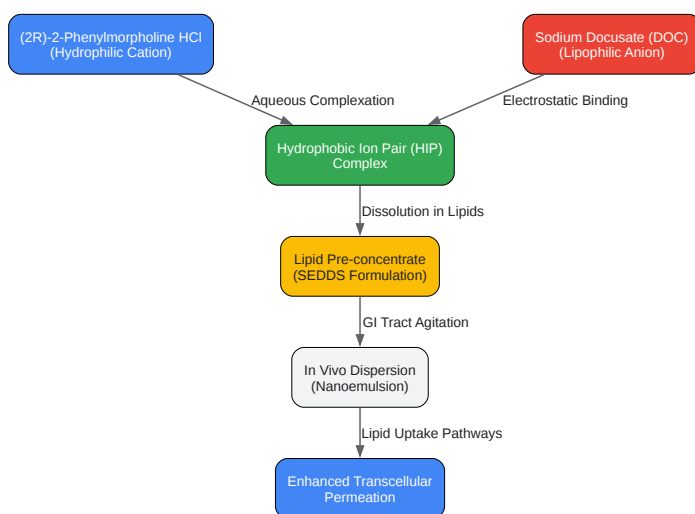 (2R)-2-Phenylmorpholine HCl
(Hydrophilic Cation)
Sodium Docusate (DOC)
(Lipophilic Anion)
Aqueous Complexation
Electrostatic Binding
Hydrophobic Ion Pair (HIP)
Complex
Dissolution in Lipids
Lipid Pre-concentrate
(SEDDS Formulation)
GI Tract Agitation
In Vivo Dispersion
(Nanoemulsion)
Lipid Uptake Pathways
Enhanced Transcellular
Permeation